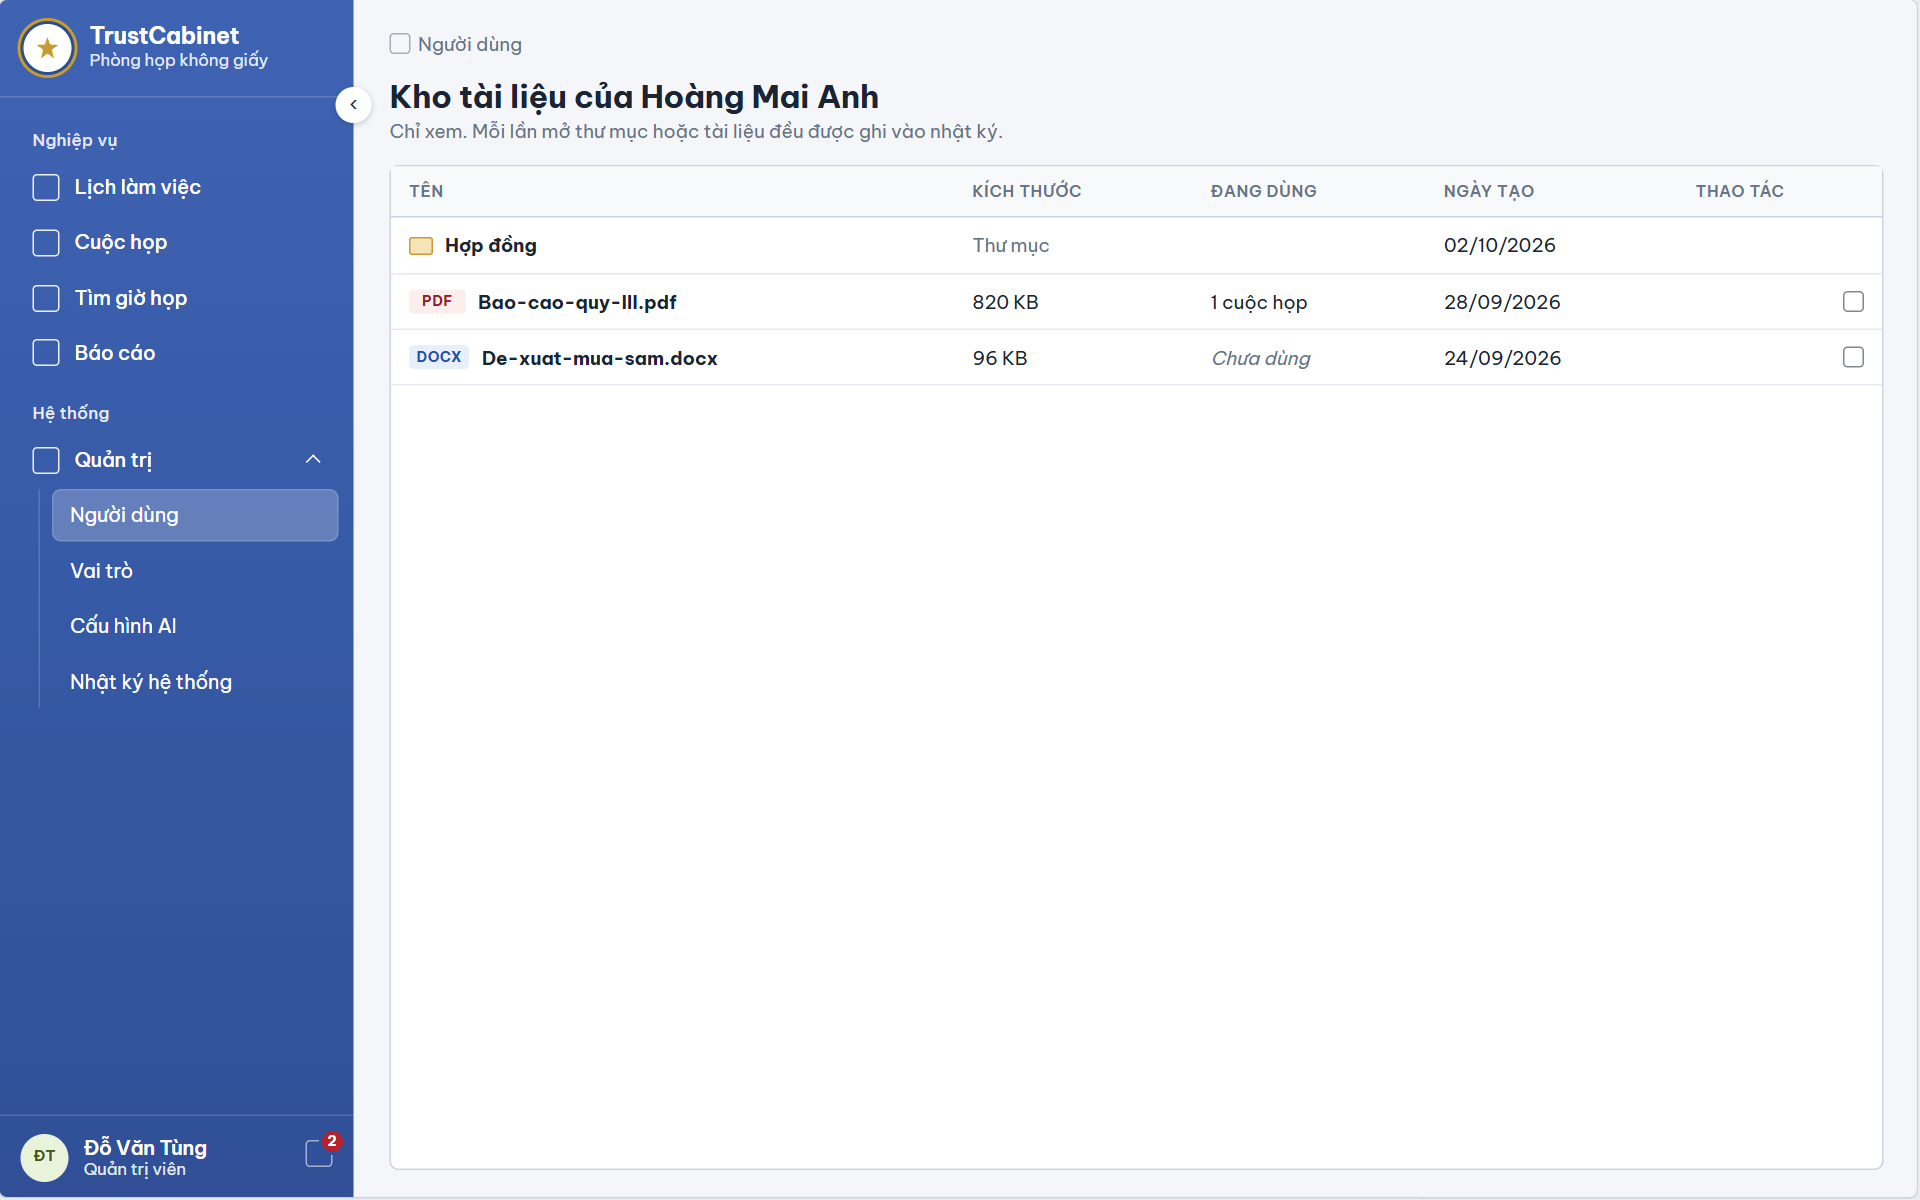 TrustCabinet
Phòng họp không giấy
Nghiệp vụ
Lịch làm việc
Cuộc họp
Tìm giờ họp
Báo cáo
Hệ thống
Quản trị
Người dùng
Vai trò
Cấu hình AI
Nhật ký hệ thống
ĐT
Đỗ Văn Tùng
Quản trị viên
2
Người dùng
Kho tài liệu của Hoàng Mai Anh
Chỉ xem. Mỗi lần mở thư mục hoặc tài liệu đều được ghi vào nhật ký.
TÊN KÍCH THƯỚC ĐANG DÙNG NGÀY TẠO THAO TÁC
Hợp đồng Thư mục 02/10/2026
PDF Bao-cao-quy-III.pdf 820 KB 1 cuộc họp 28/09/2026
DOCX De-xuat-mua-sam.docx 96 KB Chưa dùng 24/09/2026